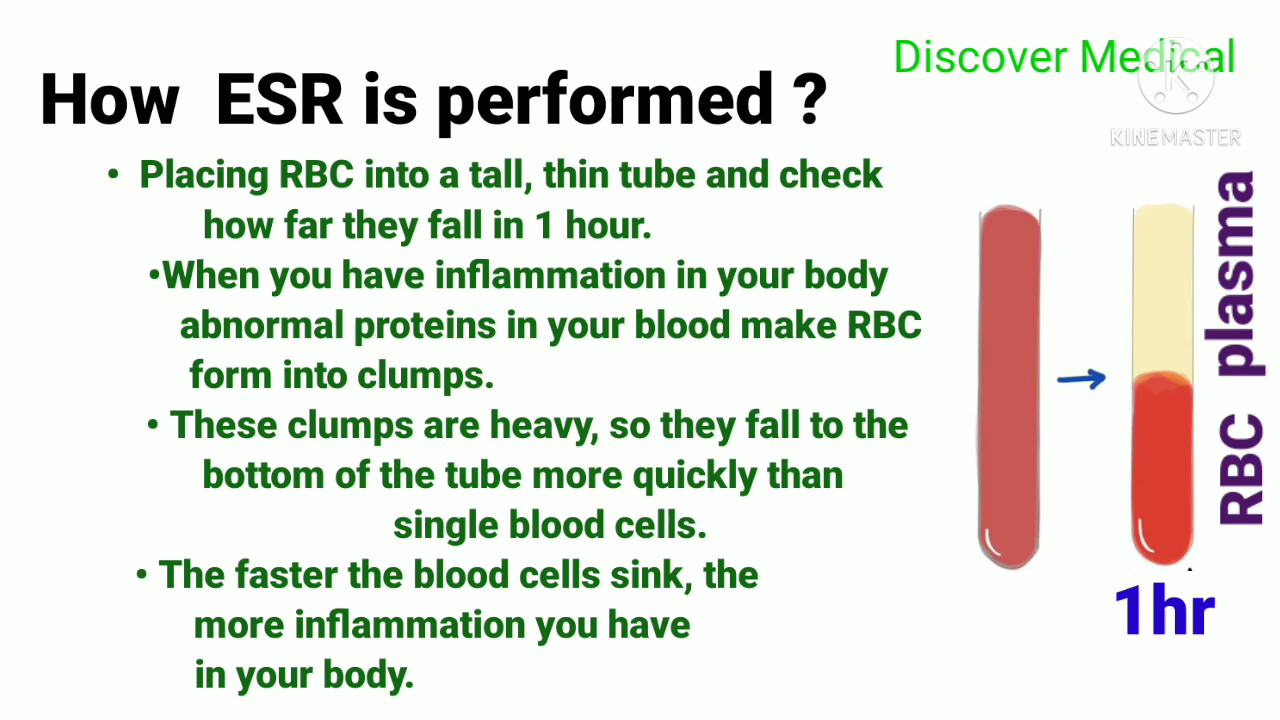 Discover Medical
KINEMASTER
How ESR is performed ?
• Placing RBC into a tall, thin tube and check
how far they fall in 1 hour.
•When you have inflammation in your body
abnormal proteins in your blood make RBC
form into clumps.
• These clumps are heavy, so they fall to the
bottom of the tube more quickly than
single blood cells.
• The faster the blood cells sink, the
more inflammation you have
in your body.
plasma
RBC
1hr